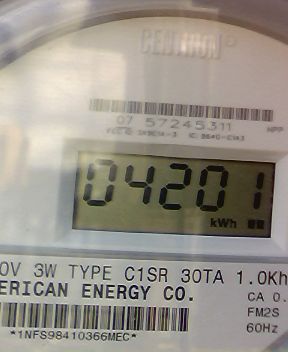 CENTRON
07 57245311
NPP
04201
kWh
0V 3W TYPE C1SR 30TA 1.0Kh
ERICAN ENERGY CO.
CA 0.
FM2S
60Hz
*1NFS98410366MEC*